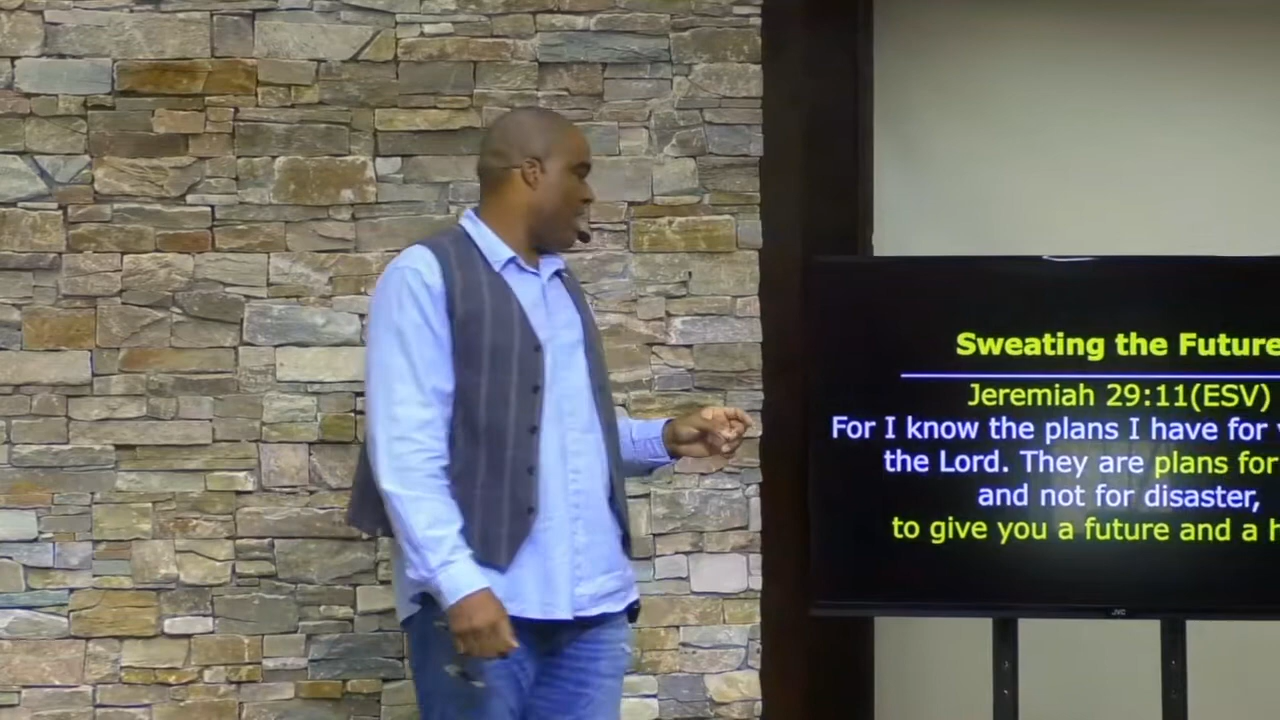 Sweating the Future
Jeremiah 29:11(ESV)
For I know the plans I have for
the Lord. They are plans for
and not for disaster,
to give you a future and a
JVC